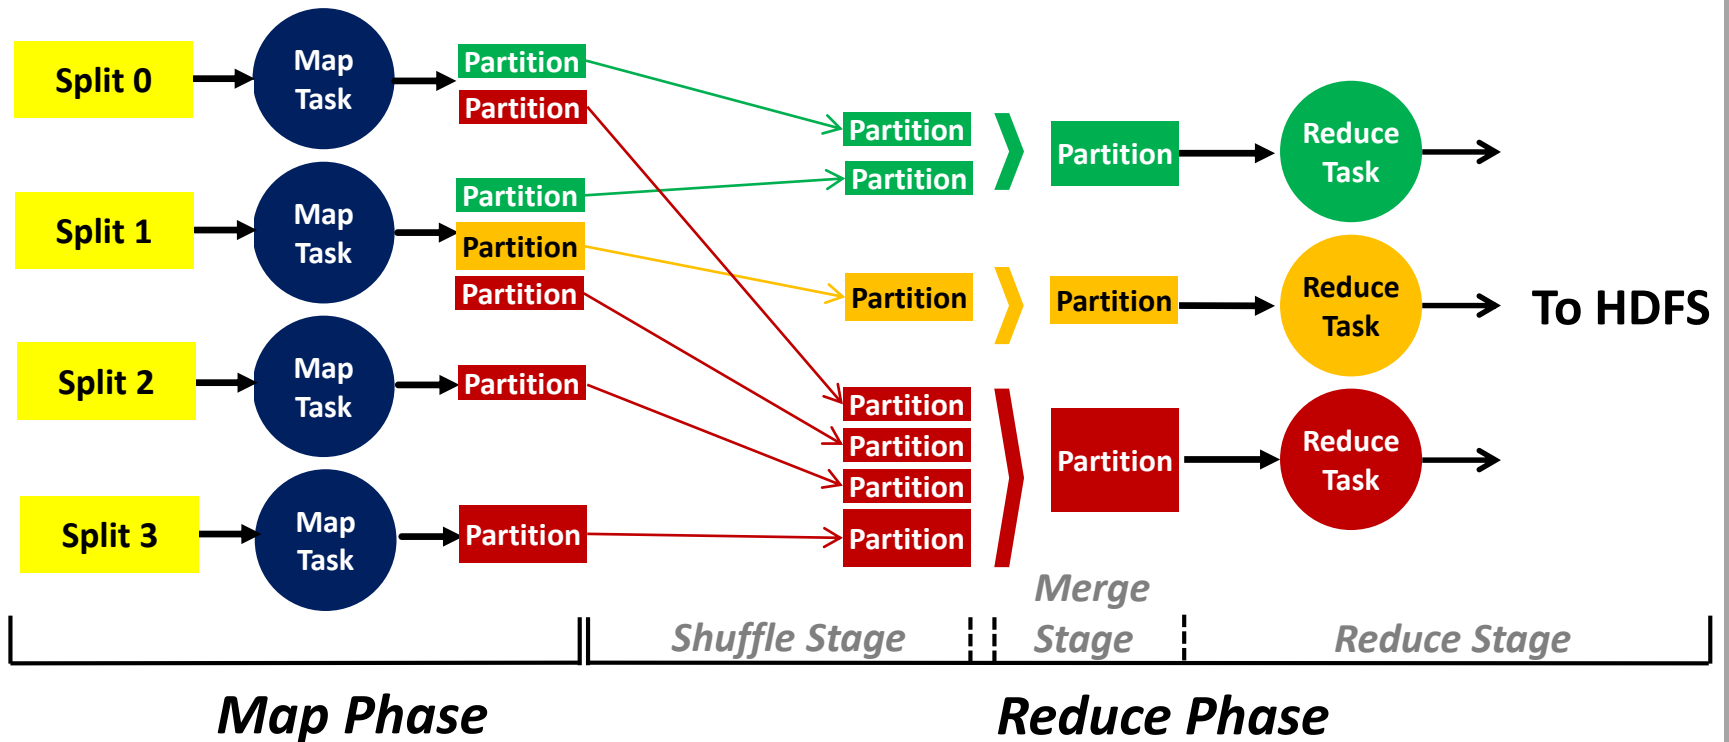 Split 0
Map
Task
Partition
Partition
Split 1
Map
Task
Partition
Partition
Partition
Split 2
Map
Task
Partition
Split 3
Map
Task
Partition
Partition
Partition
Partition
Partition
Partition
Partition
Partition
Partition
Partition
Partition
Reduce
Task
Reduce
Task
Reduce
Task
To HDFS
Shuffle Stage
Merge
Stage
Reduce Stage
Map Phase
Reduce Phase